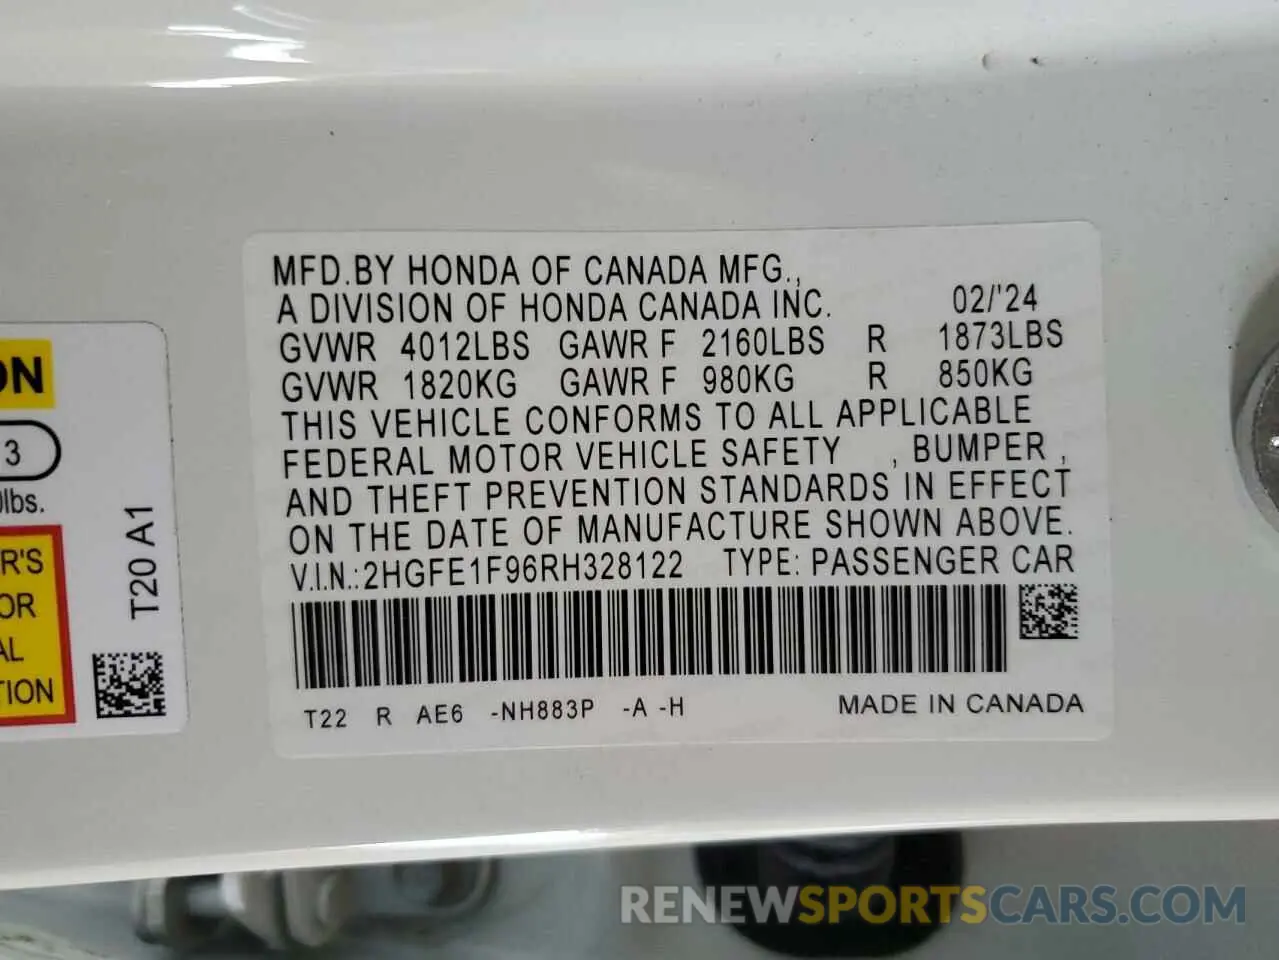 MFD.BY HONDA OF CANADA MFG.,
A DIVISION OF HONDA CANADA INC. 02/'24
GVWR 4012LBS GAWR F 2160LBS R 1873LBS
GVWR 1820KG GAWR F 980KG R 850KG
THIS VEHICLE CONFORMS TO ALL APPLICABLE
FEDERAL MOTOR VEHICLE SAFETY , BUMPER ,
AND THEFT PREVENTION STANDARDS IN EFFECT
ON THE DATE OF MANUFACTURE SHOWN ABOVE.
V.I.N.:2HGFE1F96RH328122 TYPE: PASSENGER CAR
T22 R AE6 -NH883P -A -H MADE IN CANADA
ON
3
lbs.
R'S
OR
AL
TION
T20 A1
RENEWSPORTSCARS.COM